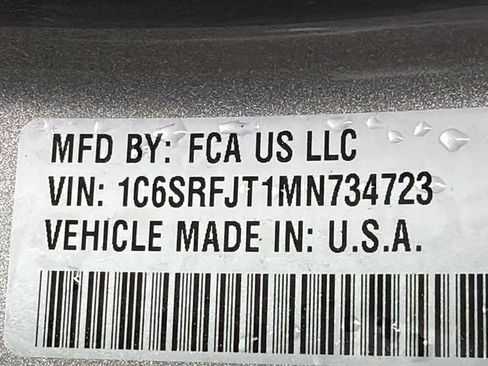 MFD BY: FCA US LLC
VIN: 1C6SRFJT1MN734723
VEHICLE MADE IN: U.S.A.